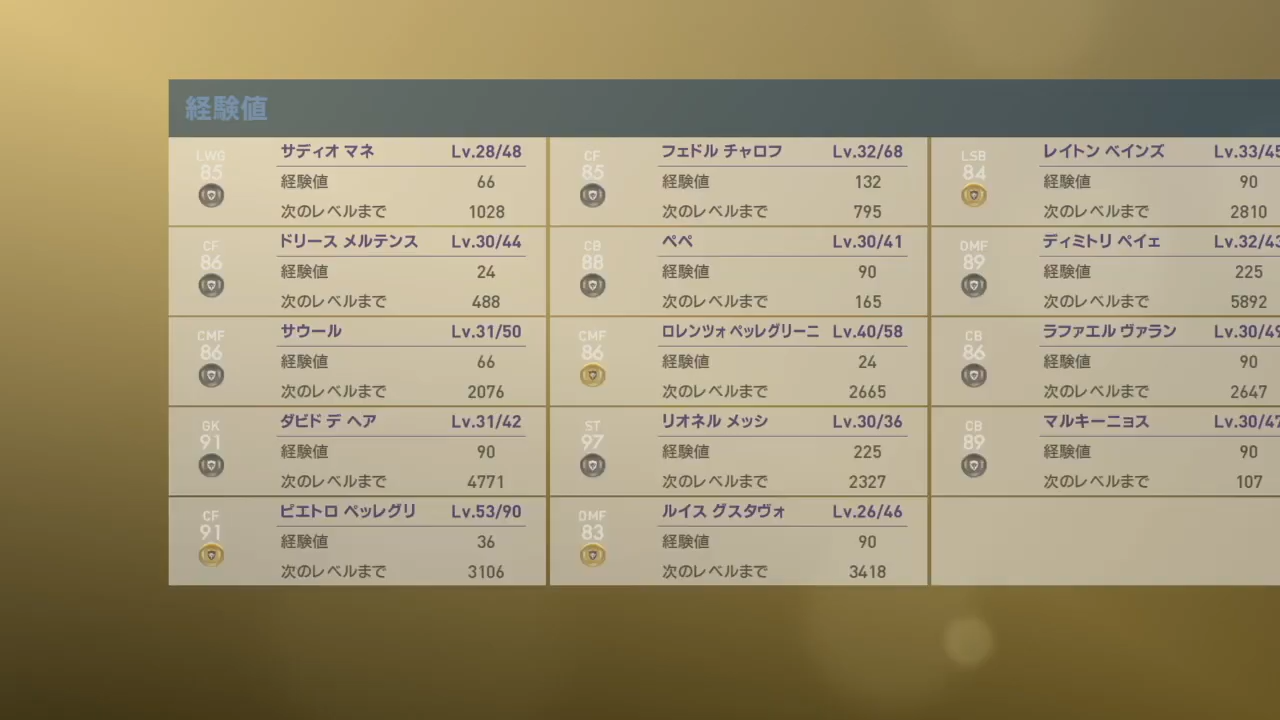 経験値
LWG
85
サディオ マネ Lv.28/48
経験値 66
次のレベルまで 1028
CF
85
フェドル チャロフ Lv.32/68
経験値 132
次のレベルまで 795
LSB
84
レイトン ベインズ Lv.33/45
経験値 90
次のレベルまで 2810
CF
86
ドリース メルテンス Lv.30/44
経験値 24
次のレベルまで 488
CB
88
ペペ Lv.30/41
経験値 90
次のレベルまで 165
OMF
89
ディミトリ パイェ Lv.32/43
経験値 225
次のレベルまで 5892
CMF
86
サウール Lv.31/50
経験値 66
次のレベルまで 2076
CMF
86
ロレンツォ ペッレグリーニ Lv.40/58
経験値 24
次のレベルまで 2665
CB
86
ラファエル ヴァラン Lv.30/49
経験値 90
次のレベルまで 2647
GK
91
ダビド デ ヘア Lv.31/42
経験値 90
次のレベルまで 4771
ST
97
リオネル メッシ Lv.30/36
経験値 225
次のレベルまで 2327
CB
89
マルキーニョス Lv.30/47
経験値 90
次のレベルまで 107
CF
91
ピエトロ ペッレグリ Lv.53/90
経験値 36
次のレベルまで 3106
DMF
83
ルイス グスタヴォ Lv.26/46
経験値 90
次のレベルまで 3418